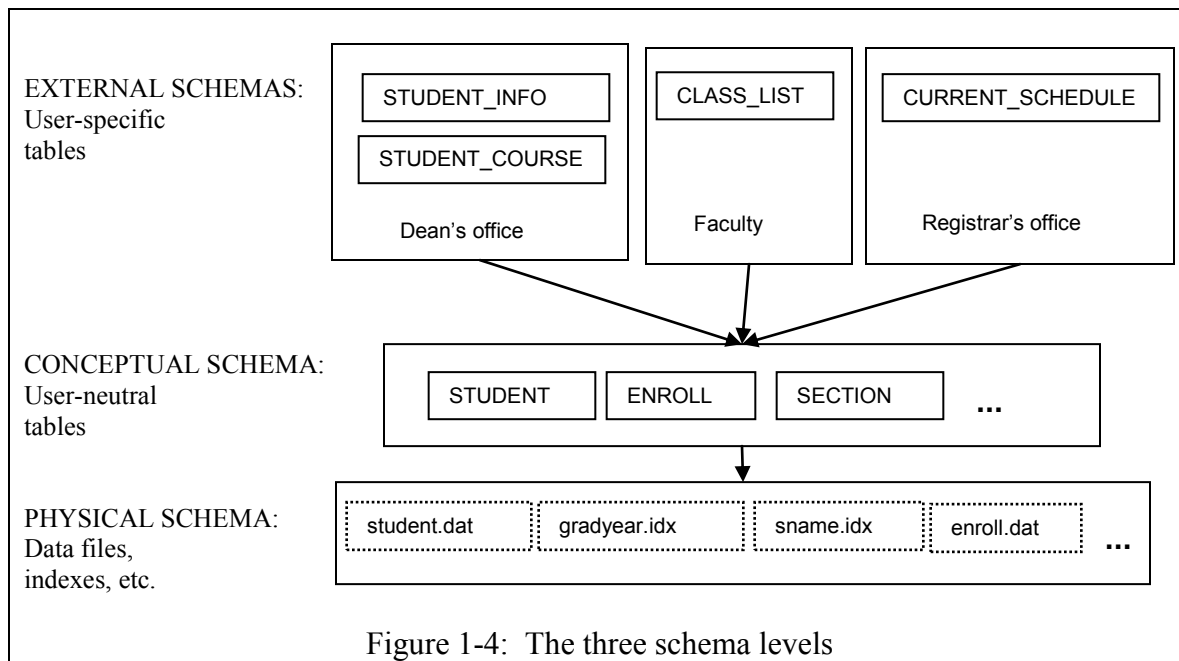 EXTERNAL SCHEMAS:
User-specific
tables
STUDENT_INFO
STUDENT_COURSE
Dean’s office
CLASS_LIST
Faculty
CURRENT_SCHEDULE
Registrar’s office
CONCEPTUAL SCHEMA:
User-neutral
tables
STUDENT
ENROLL
SECTION
...
PHYSICAL SCHEMA:
Data files,
indexes, etc.
student.dat
gradyear.idx
sname.idx
enroll.dat
...
Figure 1-4: The three schema levels